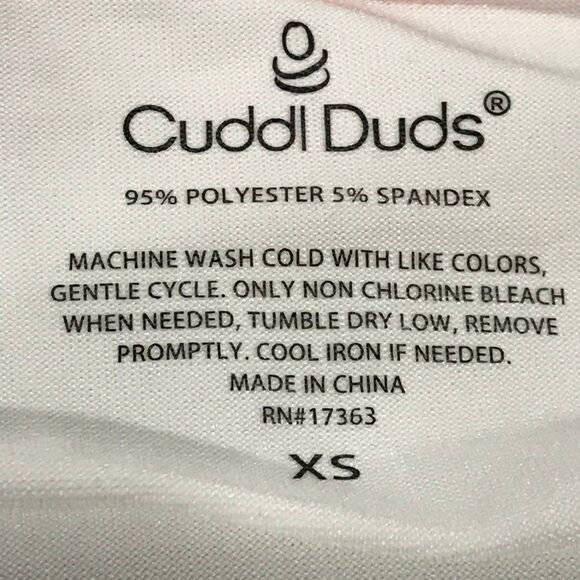 Cuddl Duds®
95% POLYESTER 5% SPANDEX
MACHINE WASH COLD WITH LIKE COLORS,
GENTLE CYCLE. ONLY NON CHLORINE BLEACH
WHEN NEEDED, TUMBLE DRY LOW, REMOVE
PROMPTLY. COOL IRON IF NEEDED.
MADE IN CHINA
RN#17363
XS